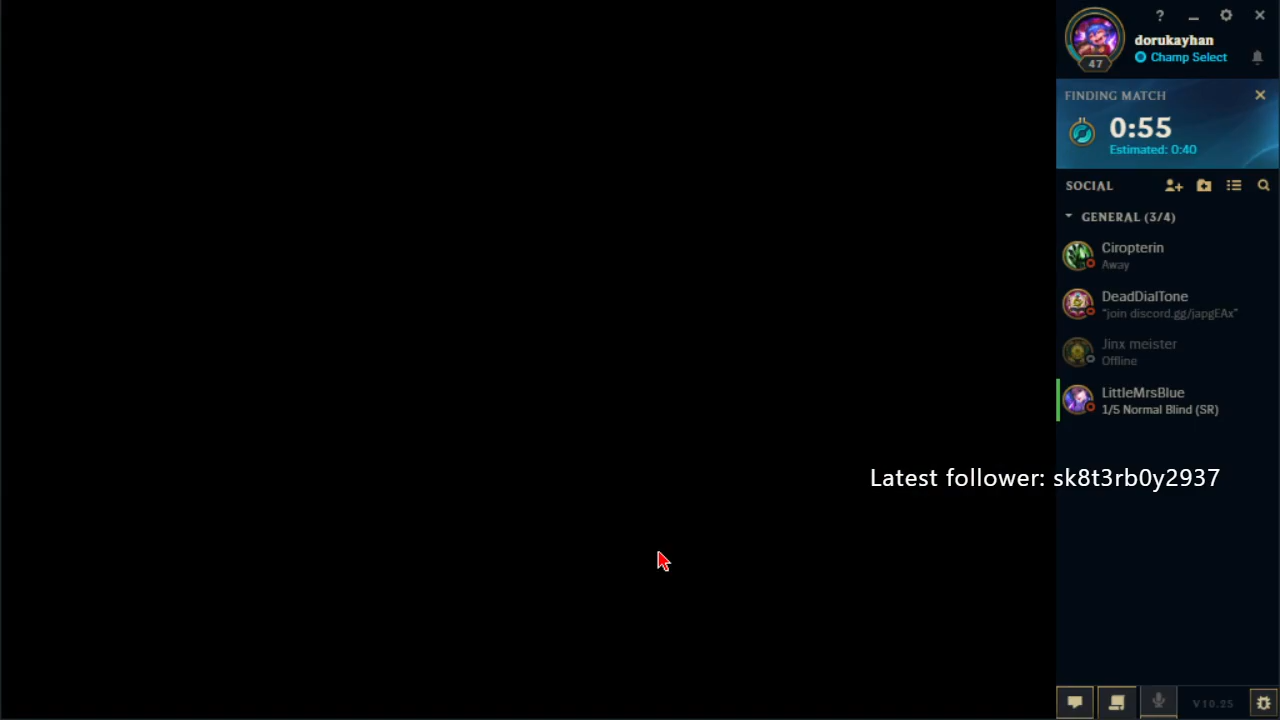 ?
dorukayhan
47
Champ Select
FINDING MATCH
0:55
Estimated: 0:40
SOCIAL
GENERAL (3/4)
Ciropterin
Away
DeadDialTone
"join discord.gg/japgEAx"
Jinx meister
Offline
LittleMrsBlue
1/5 Normal Blind (SR)
Latest follower: sk8t3rb0y2937
V10.25